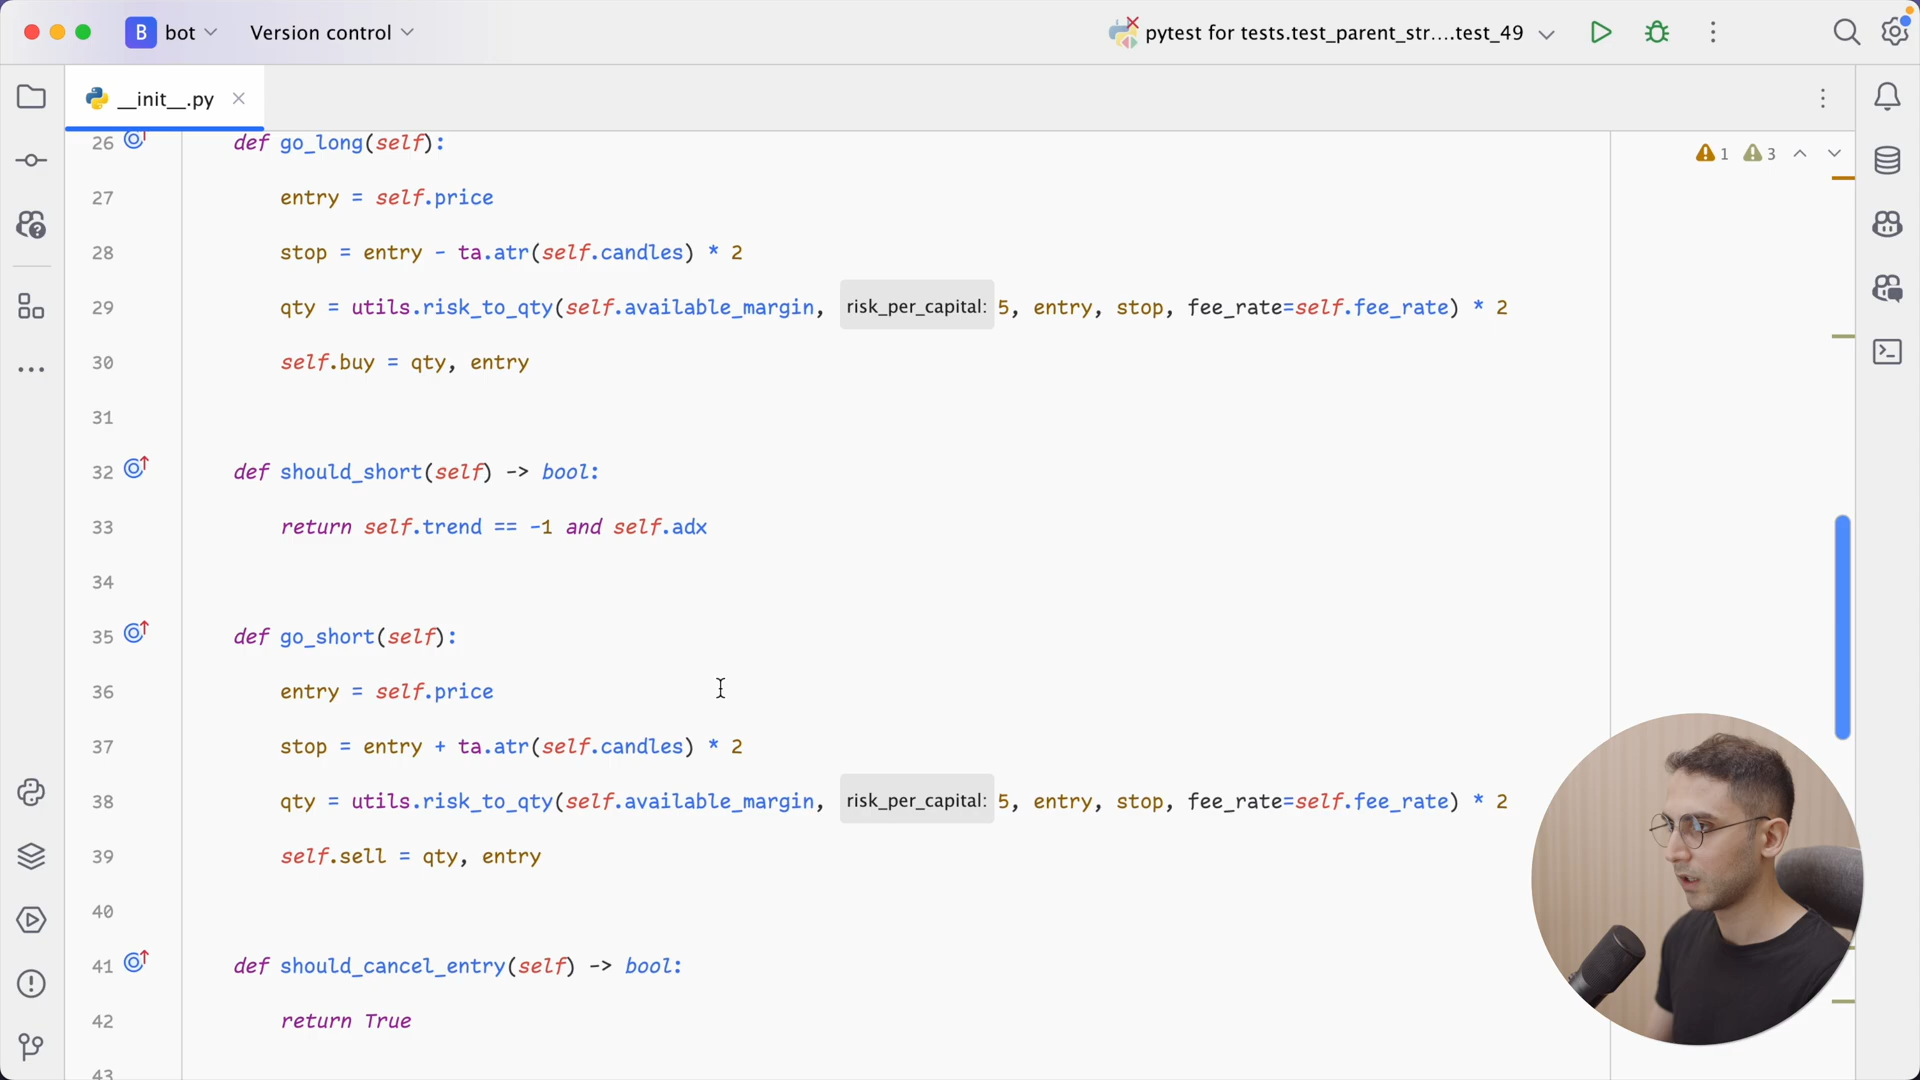 B bot Version control pytest for tests.test_parent_str....test_49
__init__.py
1 3
26 def go_long(self):
27 entry = self.price
28 stop = entry - ta.atr(self.candles) * 2
29 qty = utils.risk_to_qty(self.available_margin, risk_per_capital: 5, entry, stop, fee_rate=self.fee_rate) * 2
30 self.buy = qty, entry
31
32 def should_short(self) -> bool:
33 return self.trend == -1 and self.adx
34
35 def go_short(self):
36 entry = self.price
37 stop = entry + ta.atr(self.candles) * 2
38 qty = utils.risk_to_qty(self.available_margin, risk_per_capital: 5, entry, stop, fee_rate=self.fee_rate) * 2
39 self.sell = qty, entry
40
41 def should_cancel_entry(self) -> bool:
42 return True
43